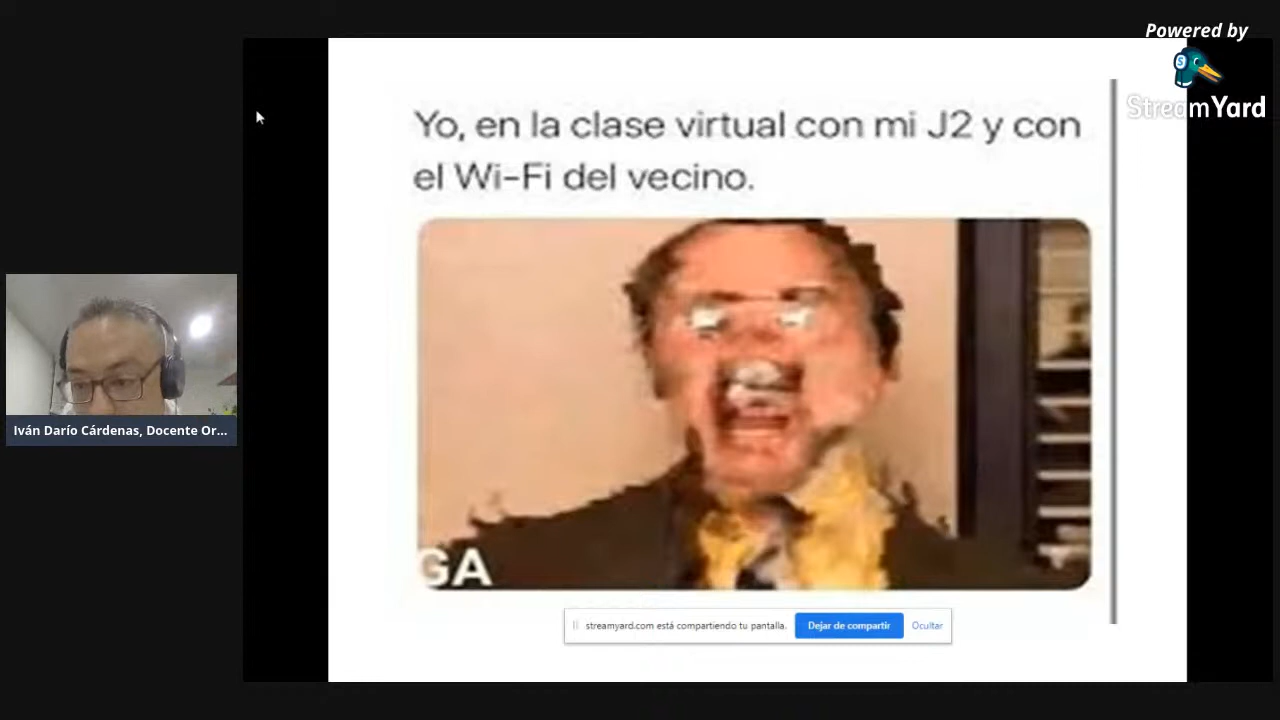 Powered by
StreamYard
Yo, en la clase virtual con mi J2 y con
el Wi-Fi del vecino.
GA
Iván Darío Cárdenas, Docente Or...
streamyard.com está compartiendo tu pantalla.
Dejar de compartir
Ocultar